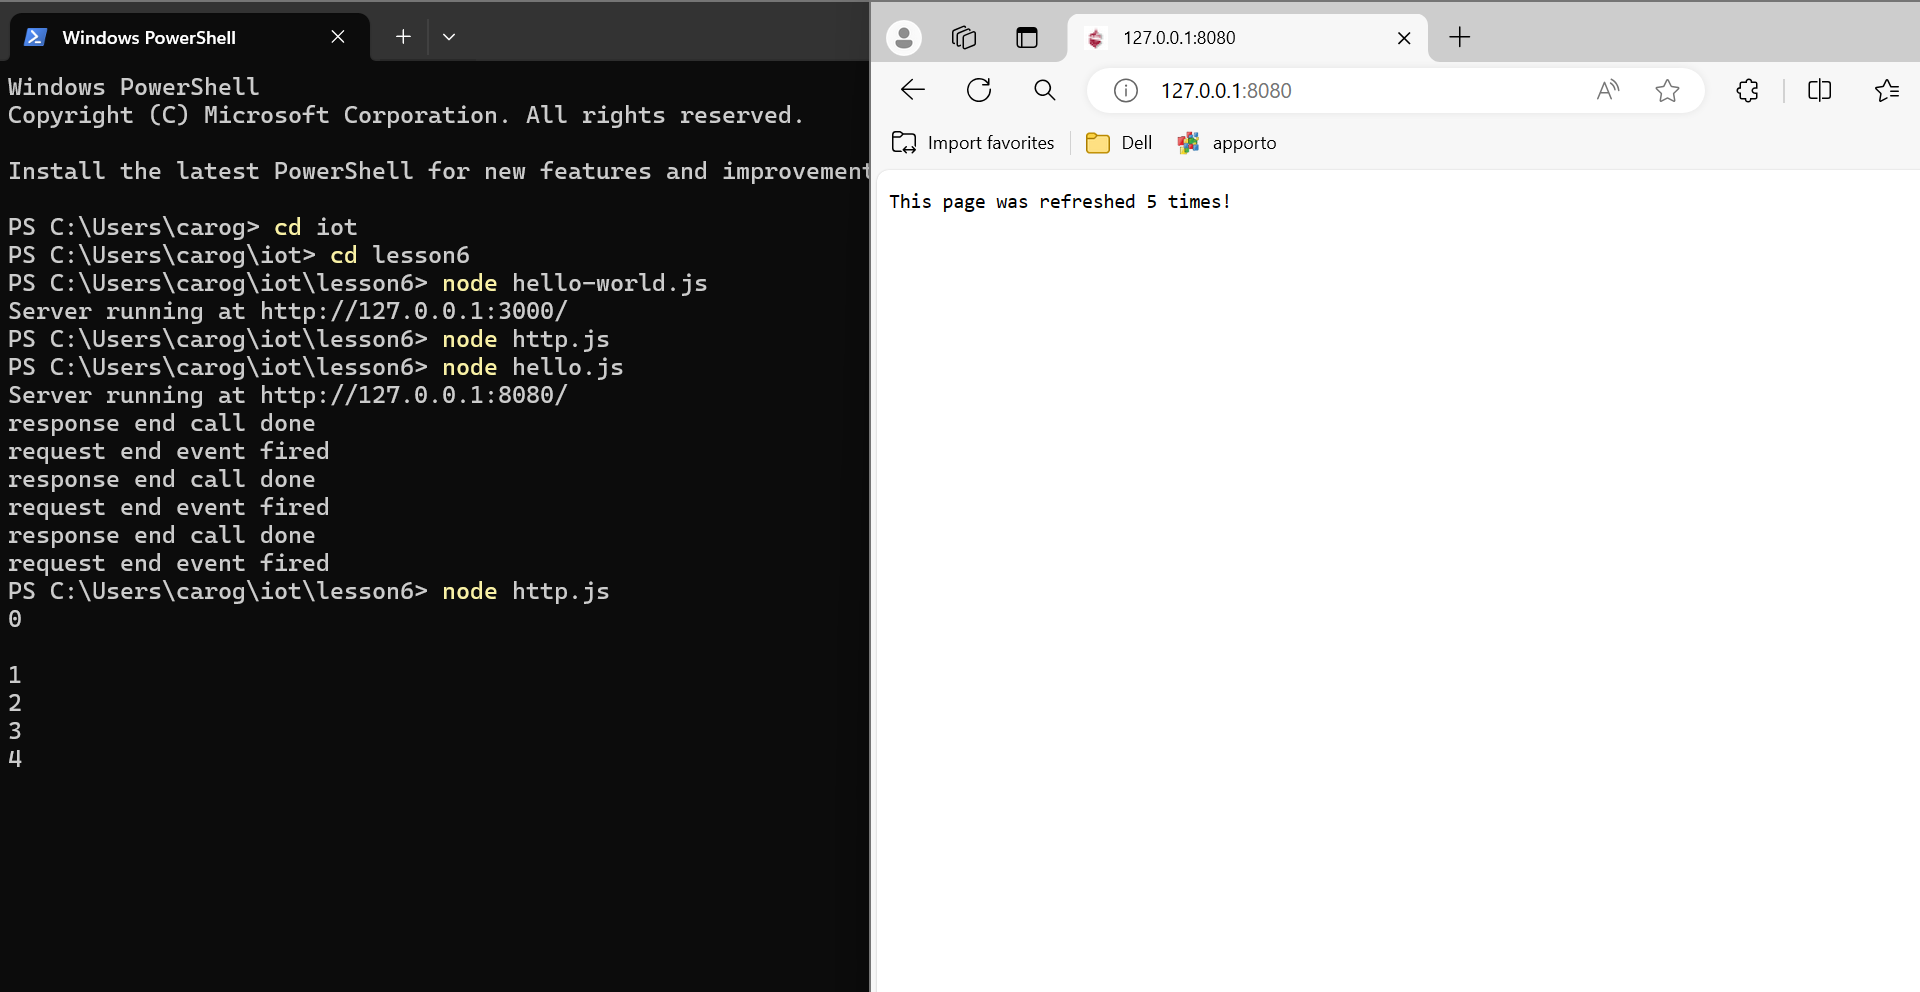 Windows PowerShell
Windows PowerShell
Copyright (C) Microsoft Corporation. All rights reserved.
Install the latest PowerShell for new features and improvement
PS C:\Users\carog> cd iot
PS C:\Users\carog\iot> cd lesson6
PS C:\Users\carog\iot\lesson6> node hello-world.js
Server running at http://127.0.0.1:3000/
PS C:\Users\carog\iot\lesson6> node http.js
PS C:\Users\carog\iot\lesson6> node hello.js
Server running at http://127.0.0.1:8080/
response end call done
request end event fired
response end call done
request end event fired
response end call done
request end event fired
PS C:\Users\carog\iot\lesson6> node http.js
0
1
2
3
4
127.0.0.1:8080
127.0.0.1:8080
Import favorites
Dell
apporto
This page was refreshed 5 times!